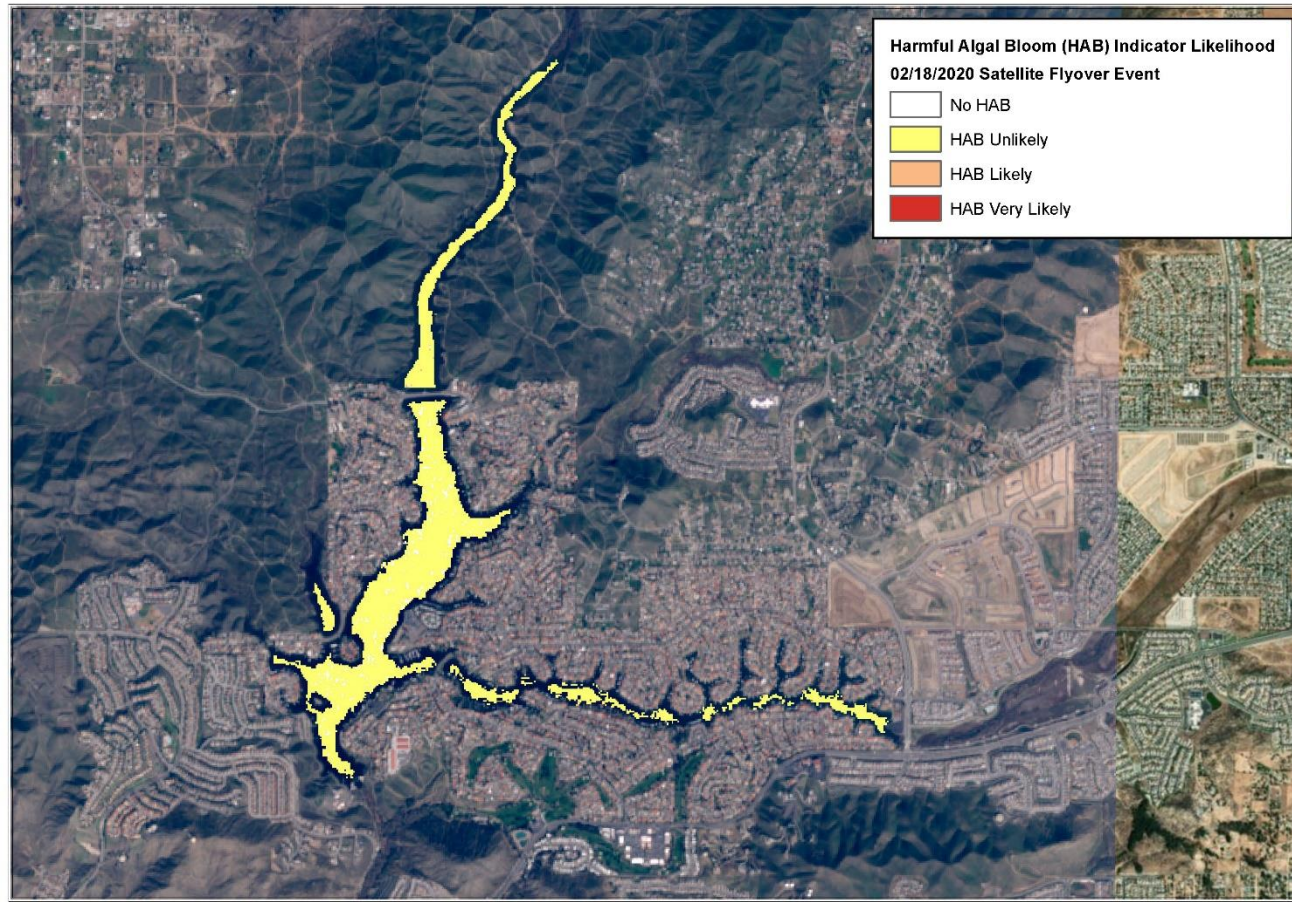 Harmful Algal Bloom (HAB) Indicator Likelihood
02/18/2020 Satellite Flyover Event
No HAB
HAB Unlikely
HAB Likely
HAB Very Likely